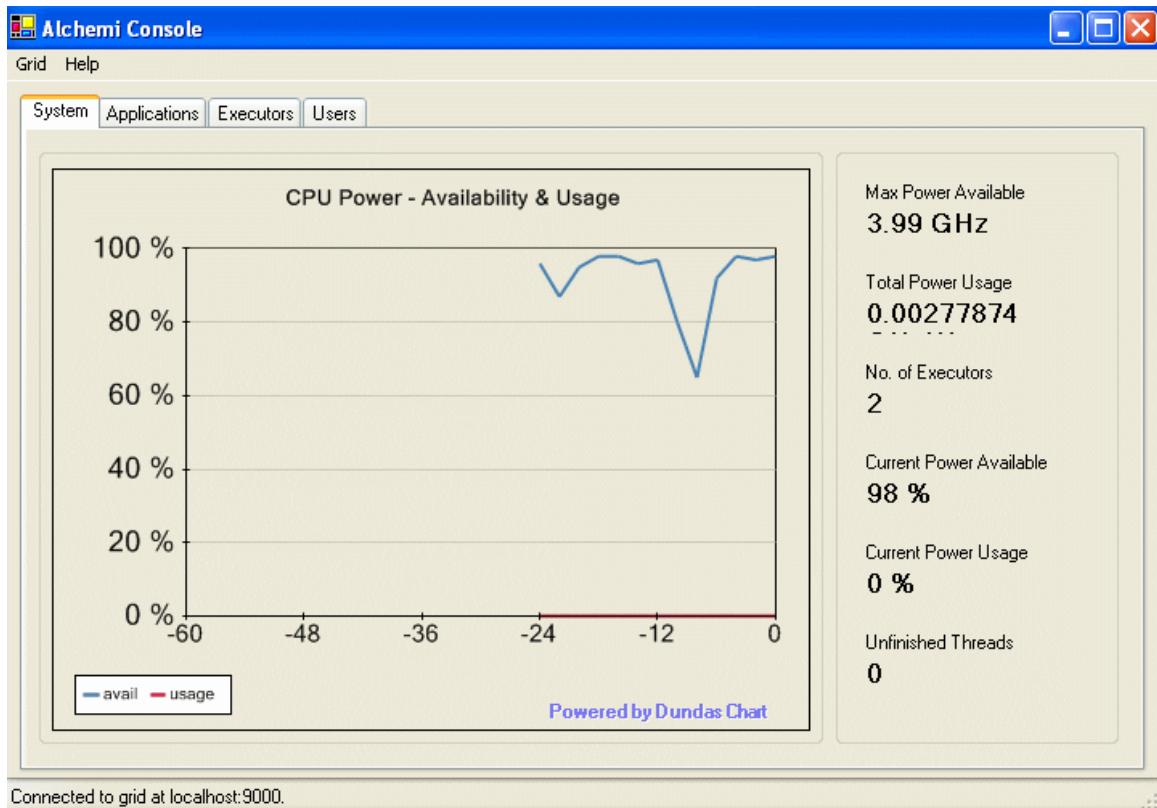 Alchemi Console
Grid Help
System Applications Executors Users
CPU Power - Availability & Usage
100 %
80 %
60 %
40 %
20 %
0 %
-60 -48 -36 -24 -12 0
avail usage
Powered by Dundas Chart
Max Power Available
3.99 GHz
Total Power Usage
0.00277874
No. of Executors
2
Current Power Available
98 %
Current Power Usage
0 %
Unfinished Threads
0
Connected to grid at localhost:9000.